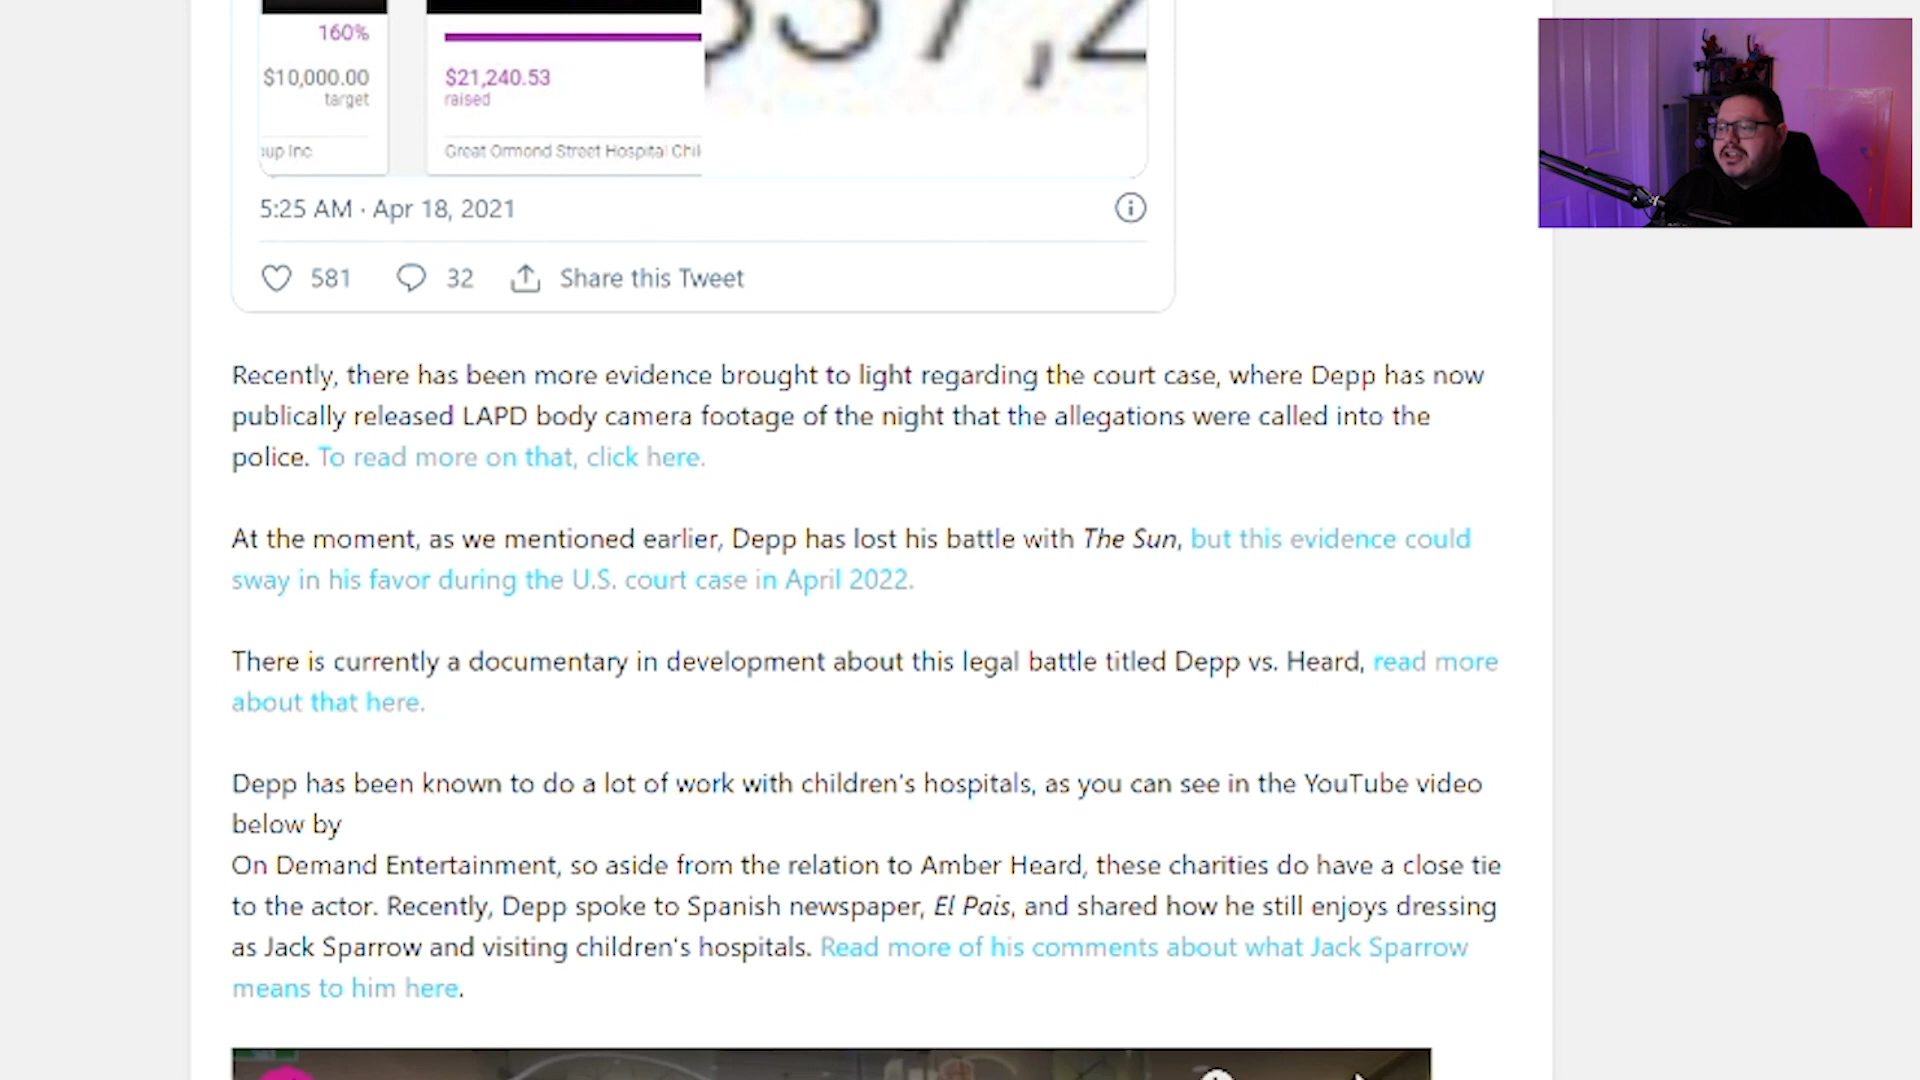 160%
$10,000.00
target
$21,240.53
raised
up Inc
Great Ormond Street Hospital Chil
37,2
5:25 AM · Apr 18, 2021
581
32
Share this Tweet
Recently, there has been more evidence brought to light regarding the court case, where Depp has now
publically released LAPD body camera footage of the night that the allegations were called into the
police. To read more on that, click here.
At the moment, as we mentioned earlier, Depp has lost his battle with The Sun, but this evidence could
sway in his favor during the U.S. court case in April 2022.
There is currently a documentary in development about this legal battle titled Depp vs. Heard, read more
about that here.
Depp has been known to do a lot of work with children's hospitals, as you can see in the YouTube video
below by
On Demand Entertainment, so aside from the relation to Amber Heard, these charities do have a close tie
to the actor. Recently, Depp spoke to Spanish newspaper, El Pais, and shared how he still enjoys dressing
as Jack Sparrow and visiting children's hospitals. Read more of his comments about what Jack Sparrow
means to him here.